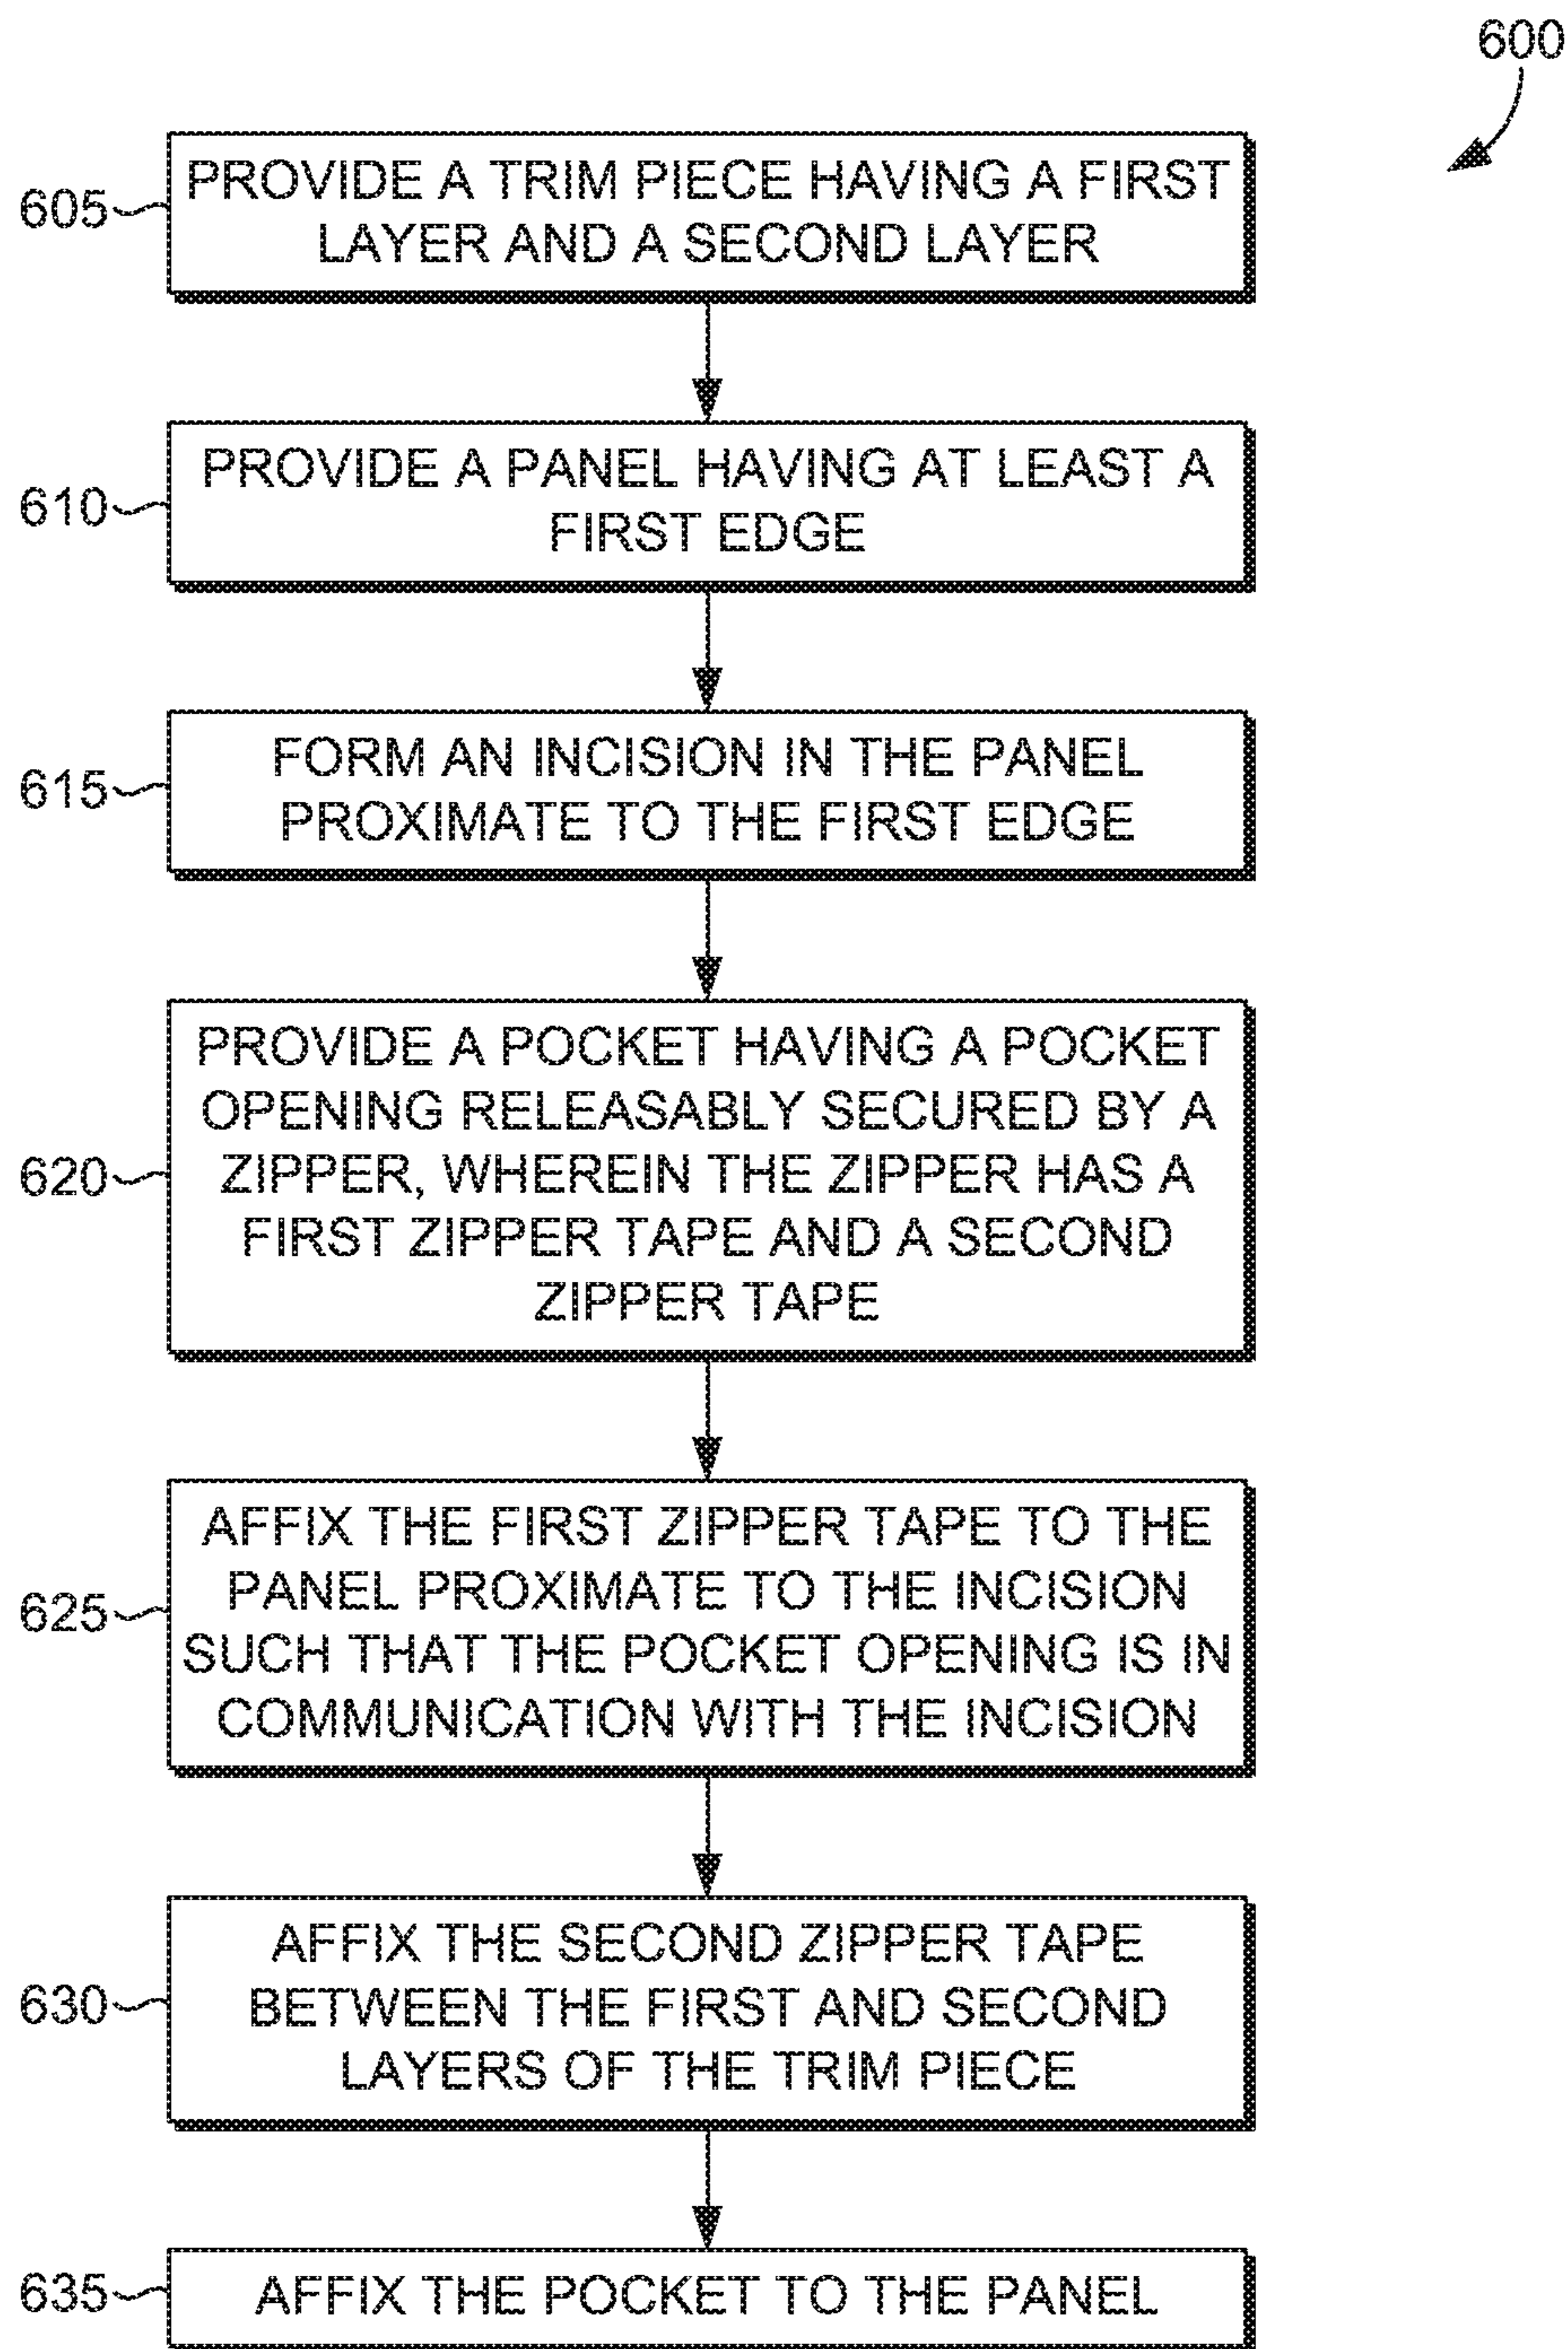 600
605
PROVIDE A TRIM PIECE HAVING A FIRST
LAYER AND A SECOND LAYER
610
PROVIDE A PANEL HAVING AT LEAST A
FIRST EDGE
615
FORM AN INCISION IN THE PANEL
PROXIMATE TO THE FIRST EDGE
620
PROVIDE A POCKET HAVING A POCKET
OPENING RELEASABLY SECURED BY A
ZIPPER, WHEREIN THE ZIPPER HAS A
FIRST ZIPPER TAPE AND A SECOND
ZIPPER TAPE
625
AFFIX THE FIRST ZIPPER TAPE TO THE
PANEL PROXIMATE TO THE INCISION
SUCH THAT THE POCKET OPENING IS IN
COMMUNICATION WITH THE INCISION
630
AFFIX THE SECOND ZIPPER TAPE
BETWEEN THE FIRST AND SECOND
LAYERS OF THE TRIM PIECE
635
AFFIX THE POCKET TO THE PANEL